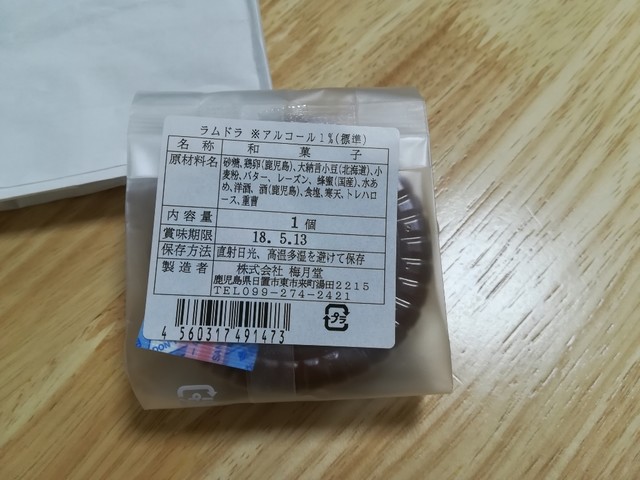 ラムドラ ※アルコール1%(標準)
名称 和菓子
原材料名 砂糖、鶏卵(鹿児島)、大納言小豆(北海道)、小
麦粉、バター、レーズン、蜂蜜(国産)、水あ
め、洋酒、酒(鹿児島)、食塩、寒天、トレハロ
ース、重曹
内容量 1個
賞味期限 18.5.13
保存方法 直射日光、高温多湿を避けて保存
製造者 株式会社 梅月堂
鹿児島県日置市東市来町湯田2215
TEL099-274-2421
4560317491473
プラ